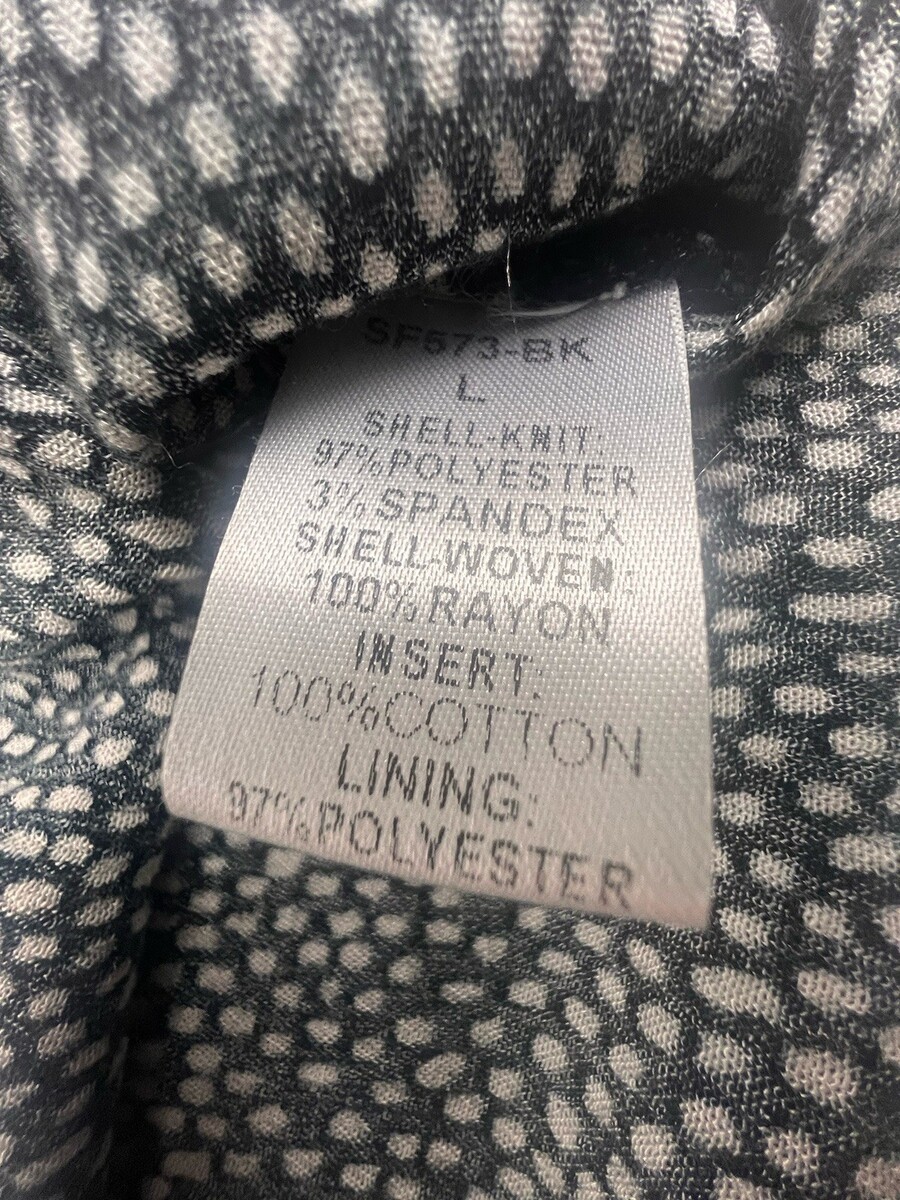 SF573-BK
L
SHELL-KNIT:
97%POLYESTER
3%SPANDEX
SHELL-WOVEN:
100%RAYON
INSERT:
100%COTTON
LINING:
97%POLYESTER